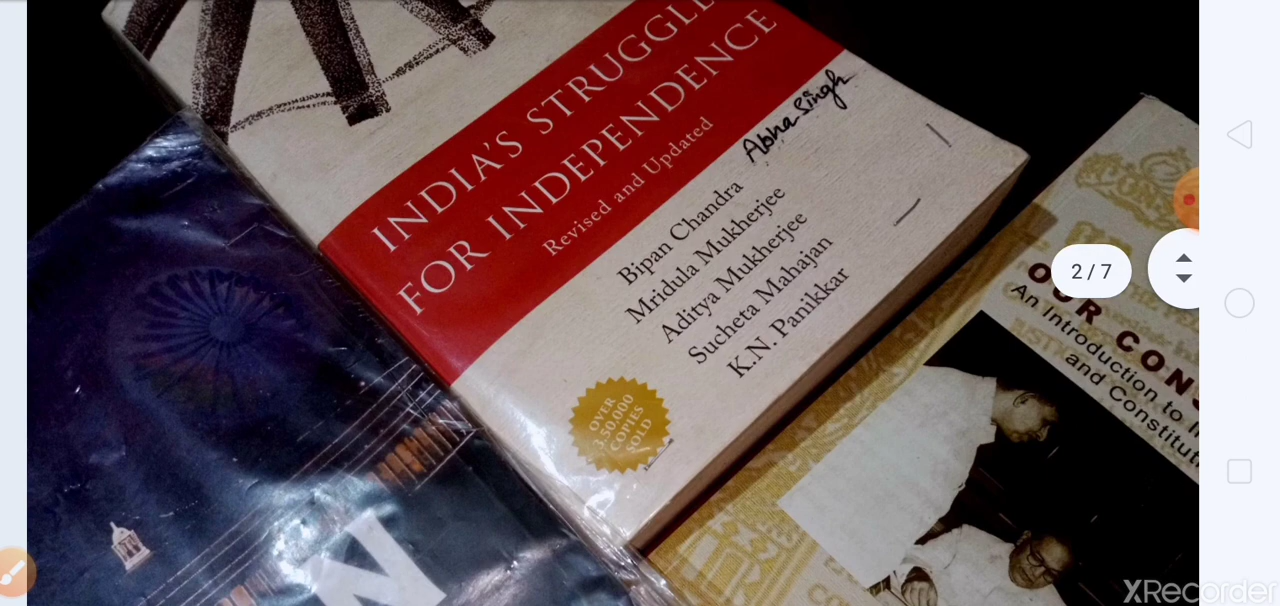 INDIA'S STRUGGLE
FOR INDEPENDENCE
Revised and Updated
Abha Singh
Bipan Chandra
Mridula Mukherjee
Aditya Mukherjee
Sucheta Mahajan
K.N. Panikkar
OVER
3,50,000
COPIES
SOLD
2 / 7
OUR CONS
An Introduction to I
and Constitut
N
XRecorder